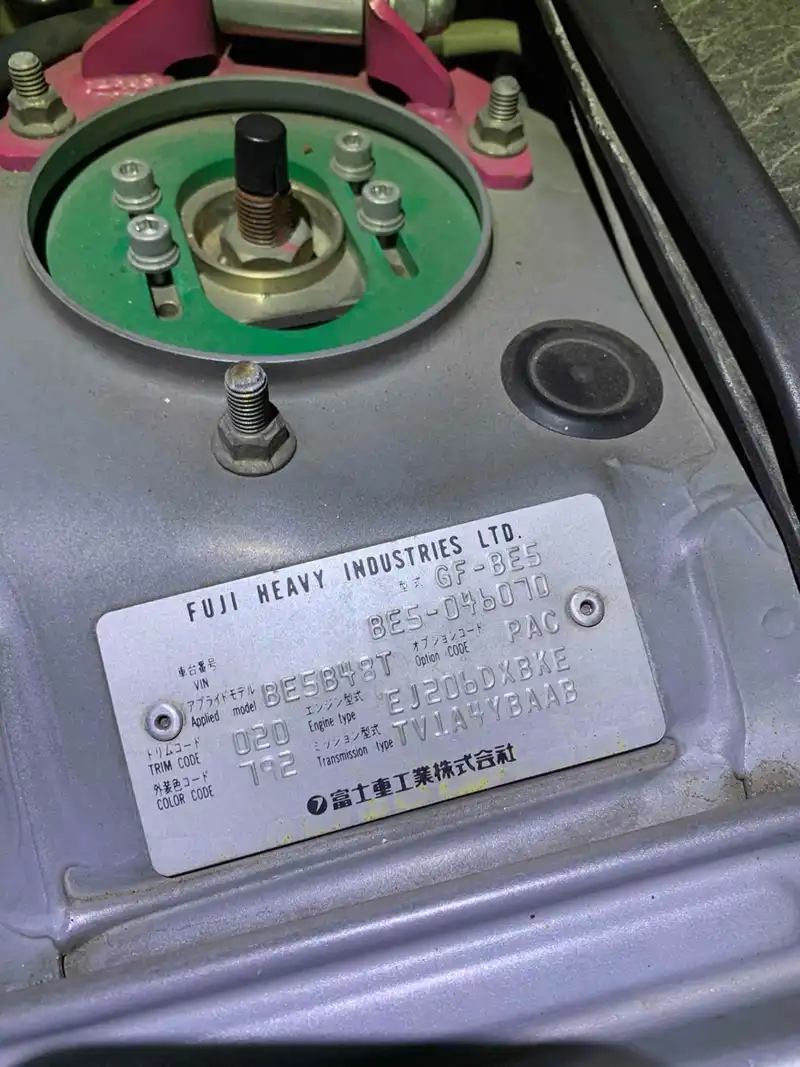 FUJI HEAVY INDUSTRIES LTD.
型式 GF-BE5
車台番号 VIN BE5-046070
アプライドモデル Applied model BE5B48T オプションコード Option CODE PAC
トリムコード TRIM CODE 020 エンジン型式 Engine type EJ206DXBKE
外装色コード COLOR CODE 792 ミッション型式 Transmission type TV1A4YBAAB
7 富士重工業株式会社